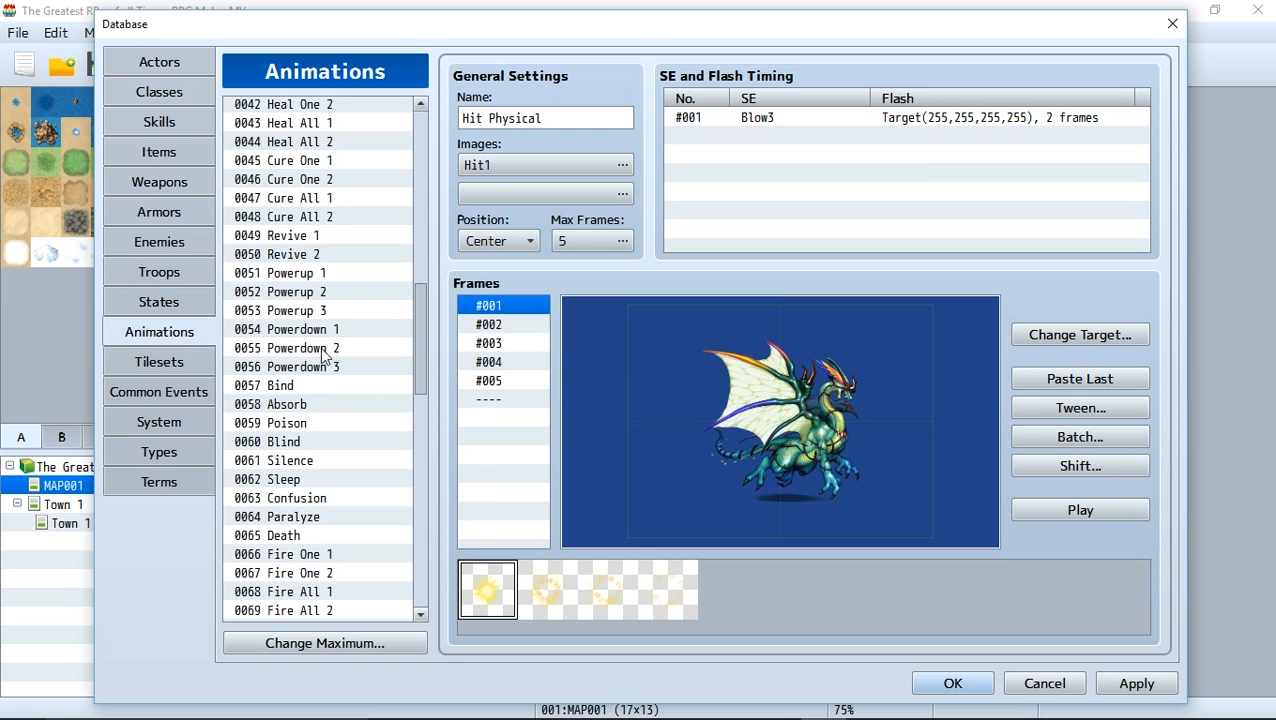 The Greatest R
Database
File Edit M
Actors
Classes
Skills
Items
Weapons
Armors
Enemies
Troops
States
Animations
Tilesets
Common Events
System
Types
Terms
A B
The Great
MAP001
Town 1
Town 1
Animations
0042 Heal One 2
0043 Heal All 1
0044 Heal All 2
0045 Cure One 1
0046 Cure One 2
0047 Cure All 1
0048 Cure All 2
0049 Revive 1
0050 Revive 2
0051 Powerup 1
0052 Powerup 2
0053 Powerup 3
0054 Powerdown 1
0055 Powerdown 2
0056 Powerdown 3
0057 Bind
0058 Absorb
0059 Poison
0060 Blind
0061 Silence
0062 Sleep
0063 Confusion
0064 Paralyze
0065 Death
0066 Fire One 1
0067 Fire One 2
0068 Fire All 1
0069 Fire All 2
Change Maximum...
General Settings
Name:
Hit Physical
Images:
Hit1 ...
...
Position: Max Frames:
Center 5 ...
SE and Flash Timing
No. SE Flash
#001 Blow3 Target(255,255,255,255), 2 frames
Frames
#001
#002
#003
#004
#005
----
Change Target...
Paste Last
Tween...
Batch...
Shift...
Play
OK Cancel Apply
001:MAP001 (17x13) 75%